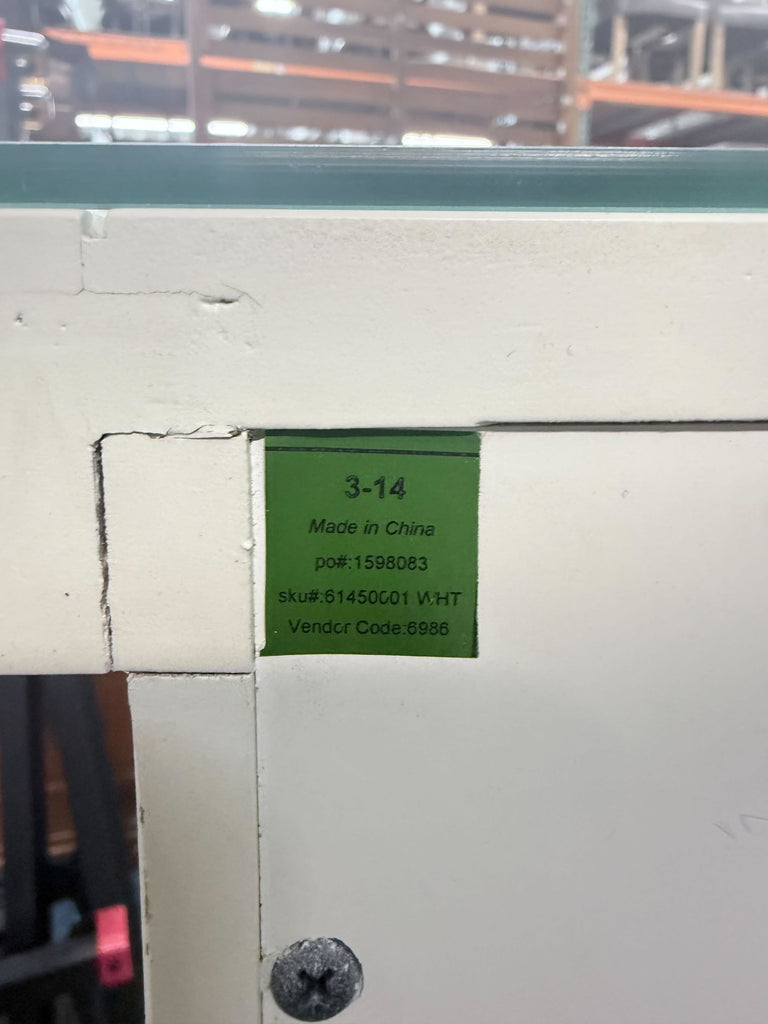 3-14
Made in China
po#:1598083
sku#:61450001 WHT
Vendor Code:6986